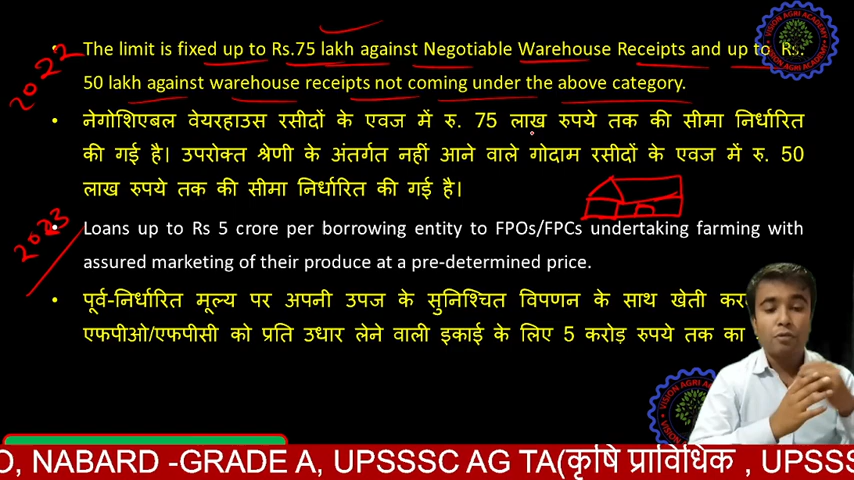 The limit is fixed up to Rs.75 lakh against Negotiable Warehouse Receipts and up to Rs.
50 lakh against warehouse receipts not coming under the above category.
2022
नेगोशिएबल वेयरहाउस रसीदों के एवज में रु. 75 लाख रुपये तक की सीमा निर्धारित
की गई है। उपरोक्त श्रेणी के अंतर्गत नहीं आने वाले गोदाम रसीदों के एवज में रु. 50
लाख रुपये तक की सीमा निर्धारित की गई है।
2023
Loans up to Rs 5 crore per borrowing entity to FPOs/FPCs undertaking farming with
assured marketing of their produce at a pre-determined price.
पूर्व-निर्धारित मूल्य पर अपनी उपज के सुनिश्चित विपणन के साथ खेती कर
एफपीओ/एफपीसी को प्रति उधार लेने वाली इकाई के लिए 5 करोड़ रुपये तक का
VISION AGRI ACADEMY
VISION AGRI
O, NABARD -GRADE A, UPSSSC AG TA(कृषि प्राविधिक , UPSSS